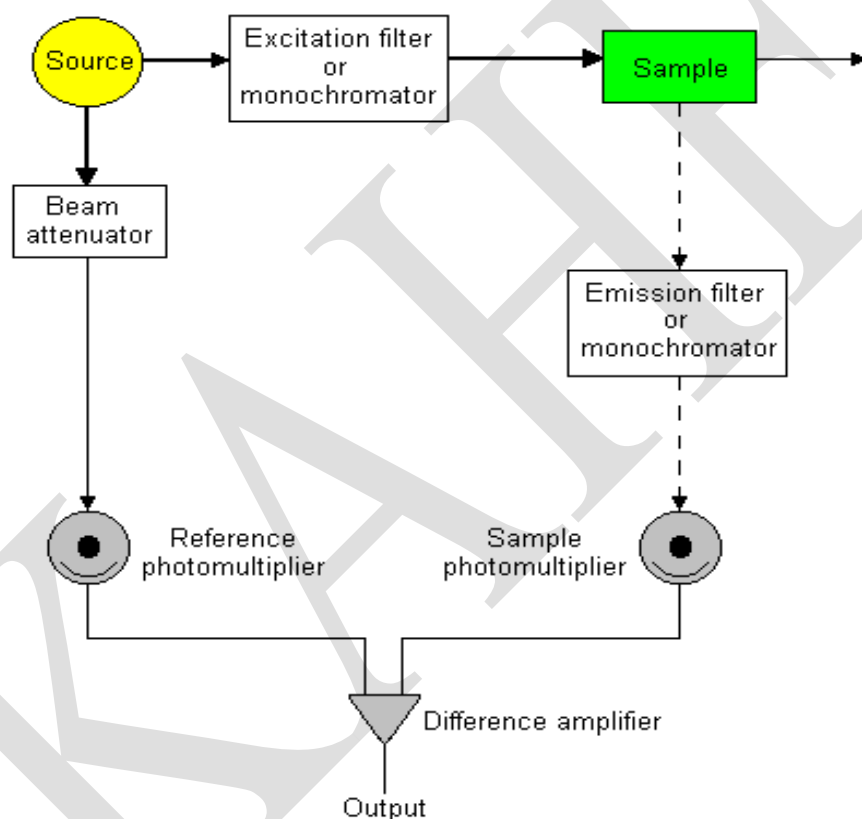 Source
Excitation filter
or
monochromator
Sample
Beam
attenuator
Emission filter
or
monochromator
Reference
photomultiplier
Sample
photomultiplier
Difference amplifier
Output
KAHE